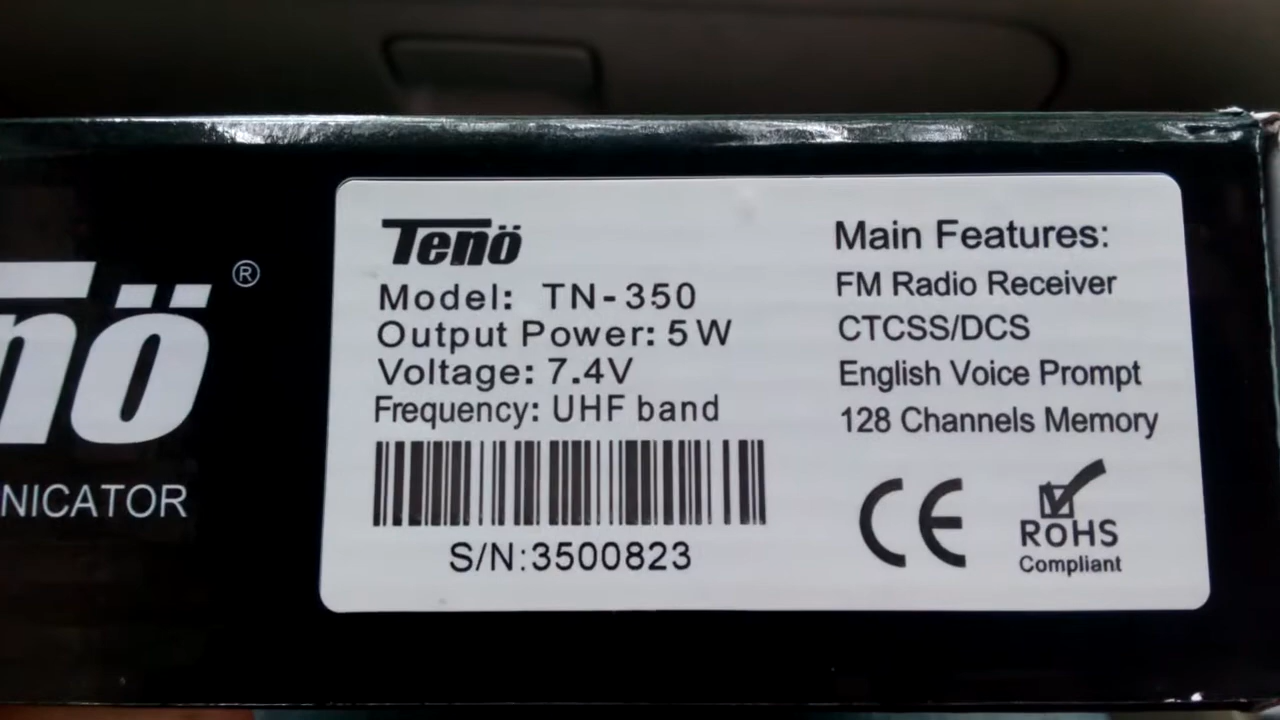 nö ®
NICATOR
Tenö
Model: TN-350
Output Power: 5W
Voltage: 7.4V
Frequency: UHF band
S/N:3500823
Main Features:
FM Radio Receiver
CTCSS/DCS
English Voice Prompt
128 Channels Memory
CE
ROHS
Compliant